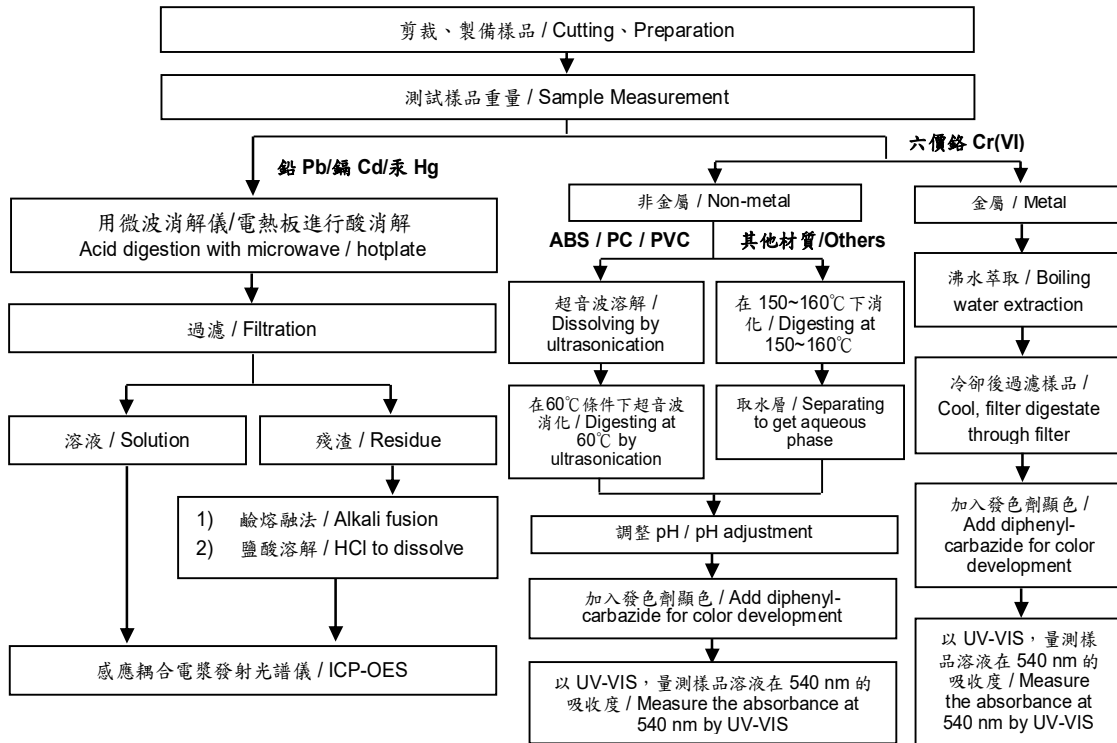 剪裁、製備樣品 / Cutting、Preparation
測試樣品重量 / Sample Measurement
鉛 Pb/鎘 Cd/汞 Hg
用微波消解儀/電熱板進行酸消解
Acid digestion with microwave / hotplate
過濾 / Filtration
溶液 / Solution
殘渣 / Residue
1) 鹼熔融法 / Alkali fusion
2) 鹽酸溶解 / HCl to dissolve
感應耦合電漿發射光譜儀 / ICP-OES
六價鉻 Cr(VI)
非金屬 / Non-metal
ABS / PC / PVC
其他材質/Others
超音波溶解 /
Dissolving by
ultrasonication
在60℃條件下超音波
消化 / Digesting at
60℃ by
ultrasonication
在 150~160℃下消
化 / Digesting at
150~160℃
取水層 / Separating
to get aqueous
phase
調整 pH / pH adjustment
加入發色劑顯色 / Add diphenyl-
carbazide for color development
以 UV-VIS，量測樣品溶液在 540 nm 的
吸收度 / Measure the absorbance at
540 nm by UV-VIS
金屬 / Metal
沸水萃取 / Boiling
water extraction
冷卻後過濾樣品 /
Cool, filter digestate
through filter
加入發色劑顯色 /
Add diphenyl-
carbazide for color
development
以 UV-VIS，量測樣
品溶液在 540 nm 的
吸收度 / Measure
the absorbance at
540 nm by UV-VIS